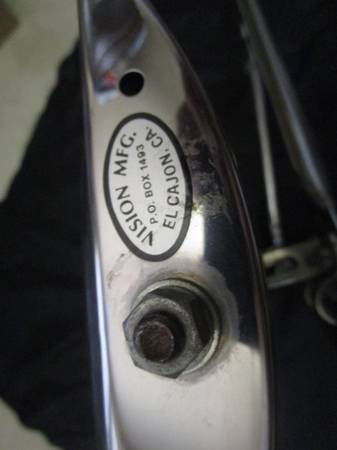 VISION MFG.
P.O. BOX 1493
EL CAJON, CA.